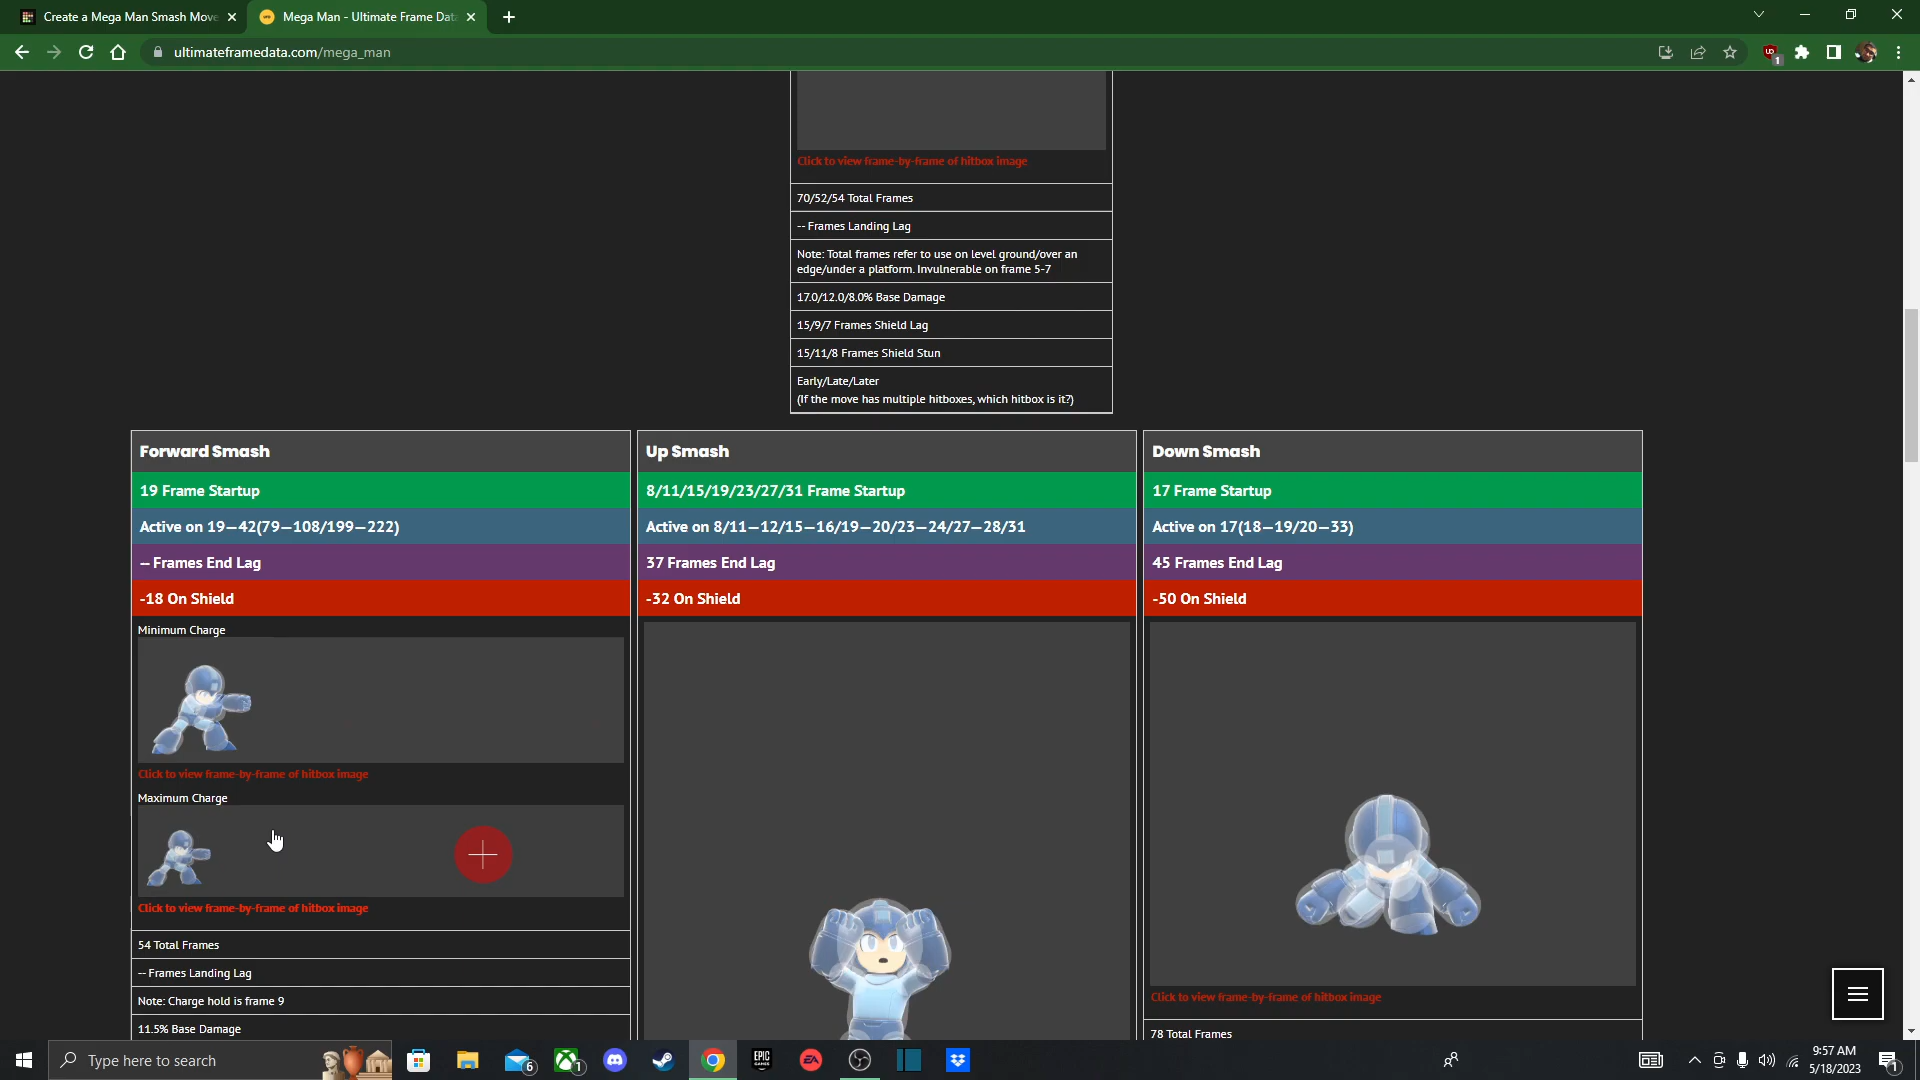 Create a Mega Man Smash Move
Mega Man - Ultimate Frame Data
ultimateframedata.com/mega_man
Click to view frame-by-frame of hitbox image
70/52/54 Total Frames
-- Frames Landing Lag
Note: Total frames refer to use on level ground/over an
edge/under a platform. Invulnerable on frame 5-7
17.0/12.0/8.0% Base Damage
15/9/7 Frames Shield Lag
15/11/8 Frames Shield Stun
Early/Late/Later
(If the move has multiple hitboxes, which hitbox is it?)
Forward Smash
19 Frame Startup
Active on 19—42(79—108/199—222)
-- Frames End Lag
-18 On Shield
Minimum Charge
Click to view frame-by-frame of hitbox image
Maximum Charge
Click to view frame-by-frame of hitbox image
54 Total Frames
-- Frames Landing Lag
Note: Charge hold is frame 9
11.5% Base Damage
Up Smash
8/11/15/19/23/27/31 Frame Startup
Active on 8/11—12/15—16/19—20/23—24/27—28/31
37 Frames End Lag
-32 On Shield
Down Smash
17 Frame Startup
Active on 17(18—19/20—33)
45 Frames End Lag
-50 On Shield
Click to view frame-by-frame of hitbox image
78 Total Frames
Type here to search
6
1
EPIC
GAMES
EA
9:57 AM
5/18/2023
1